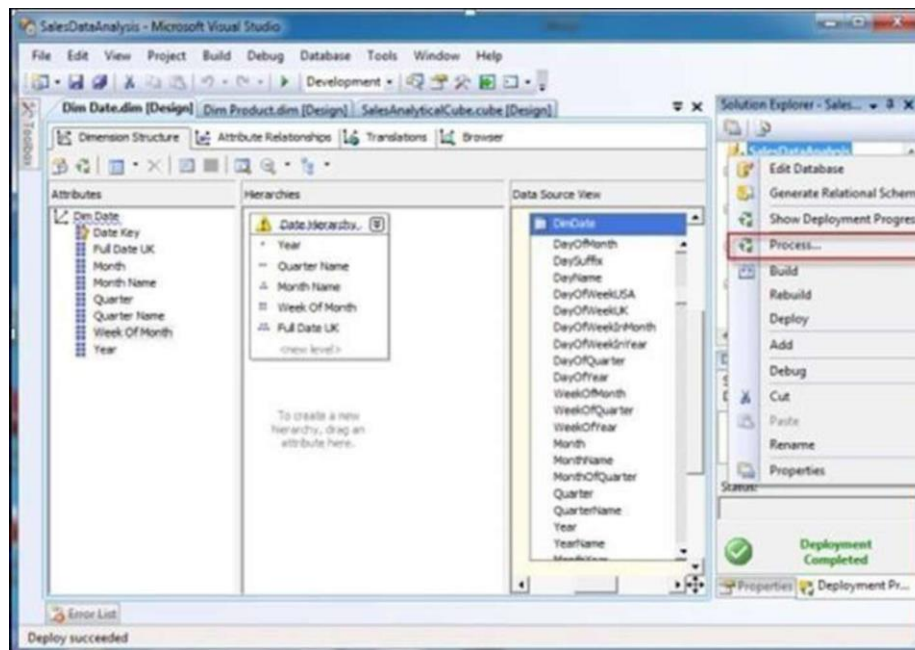 SalesDataAnalysis - Microsoft Visual Studio
File Edit View Project Build Debug Database Tools Window Help
Development
Dim Date.dim [Design] Dim Product.dim [Design] SalesAnalyticalCube.cube [Design]
Toolbox
Dimension Structure Attribute Relationships Translations Browser
Attributes
Dim Date
Date Key
Full Date UK
Month
Month Name
Quarter
Quarter Name
Week Of Month
Year
Hierarchies
Date Hierarchy
Year
Quarter Name
Month Name
Week Of Month
Full Date UK
<new level>
To create a new
hierarchy, drag an
attribute here.
Data Source View
DimDate
DayOfMonth
DaySuffix
DayName
DayOfWeekUSA
DayOfWeekUK
DayOfWeekInMonth
DayOfWeekInYear
DayOfQuarter
DayOfYear
WeekOfMonth
WeekOfQuarter
WeekOfYear
Month
MonthName
MonthOfQuarter
Quarter
QuarterName
Year
YearName
Solution Explorer - Sales...
SalesDataAnalysis
Edit Database
Generate Relational Schem
Show Deployment Progres
Process...
Build
Rebuild
Deploy
Add
Debug
Cut
Paste
Rename
Properties
Status:
Deployment
Completed
Properties Deployment Pr...
Error List
Deploy succeeded